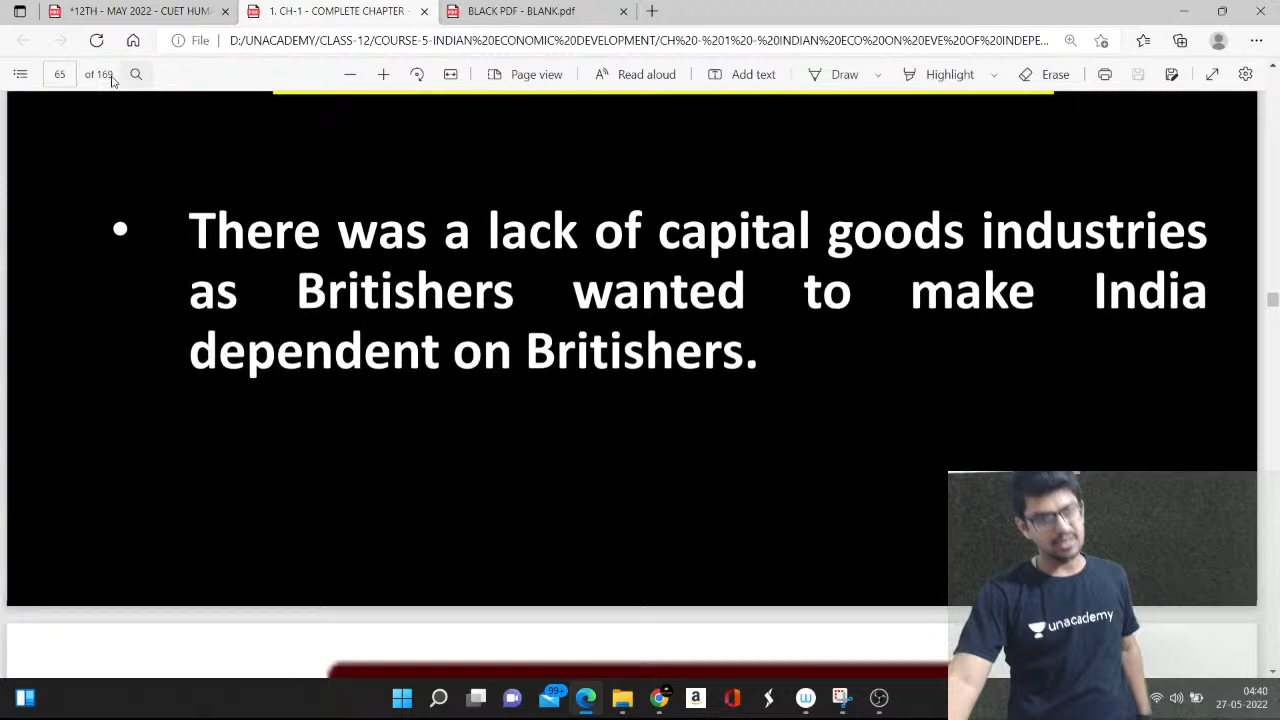 *12TH - MAY 2022 - CUET HUMA
1. CH-1 - COMPLETE CHAPTER -
BLACK PDF - BLANK.pdf
File
D:/UNACADEMY/CLASS-12/COURSE-5-INDIAN%20ECONOMIC%20DEVELOPMENT/CH%20-%201%20-%20INDIAN%20ECO%20ON%20EVE%20OF%20INDEPE...
65 of 169
Page view
Read aloud
Add text
Draw
Highlight
Erase
• There was a lack of capital goods industries
as Britishers wanted to make India
dependent on Britishers.
unacademy
99+
04:40
27-05-2022